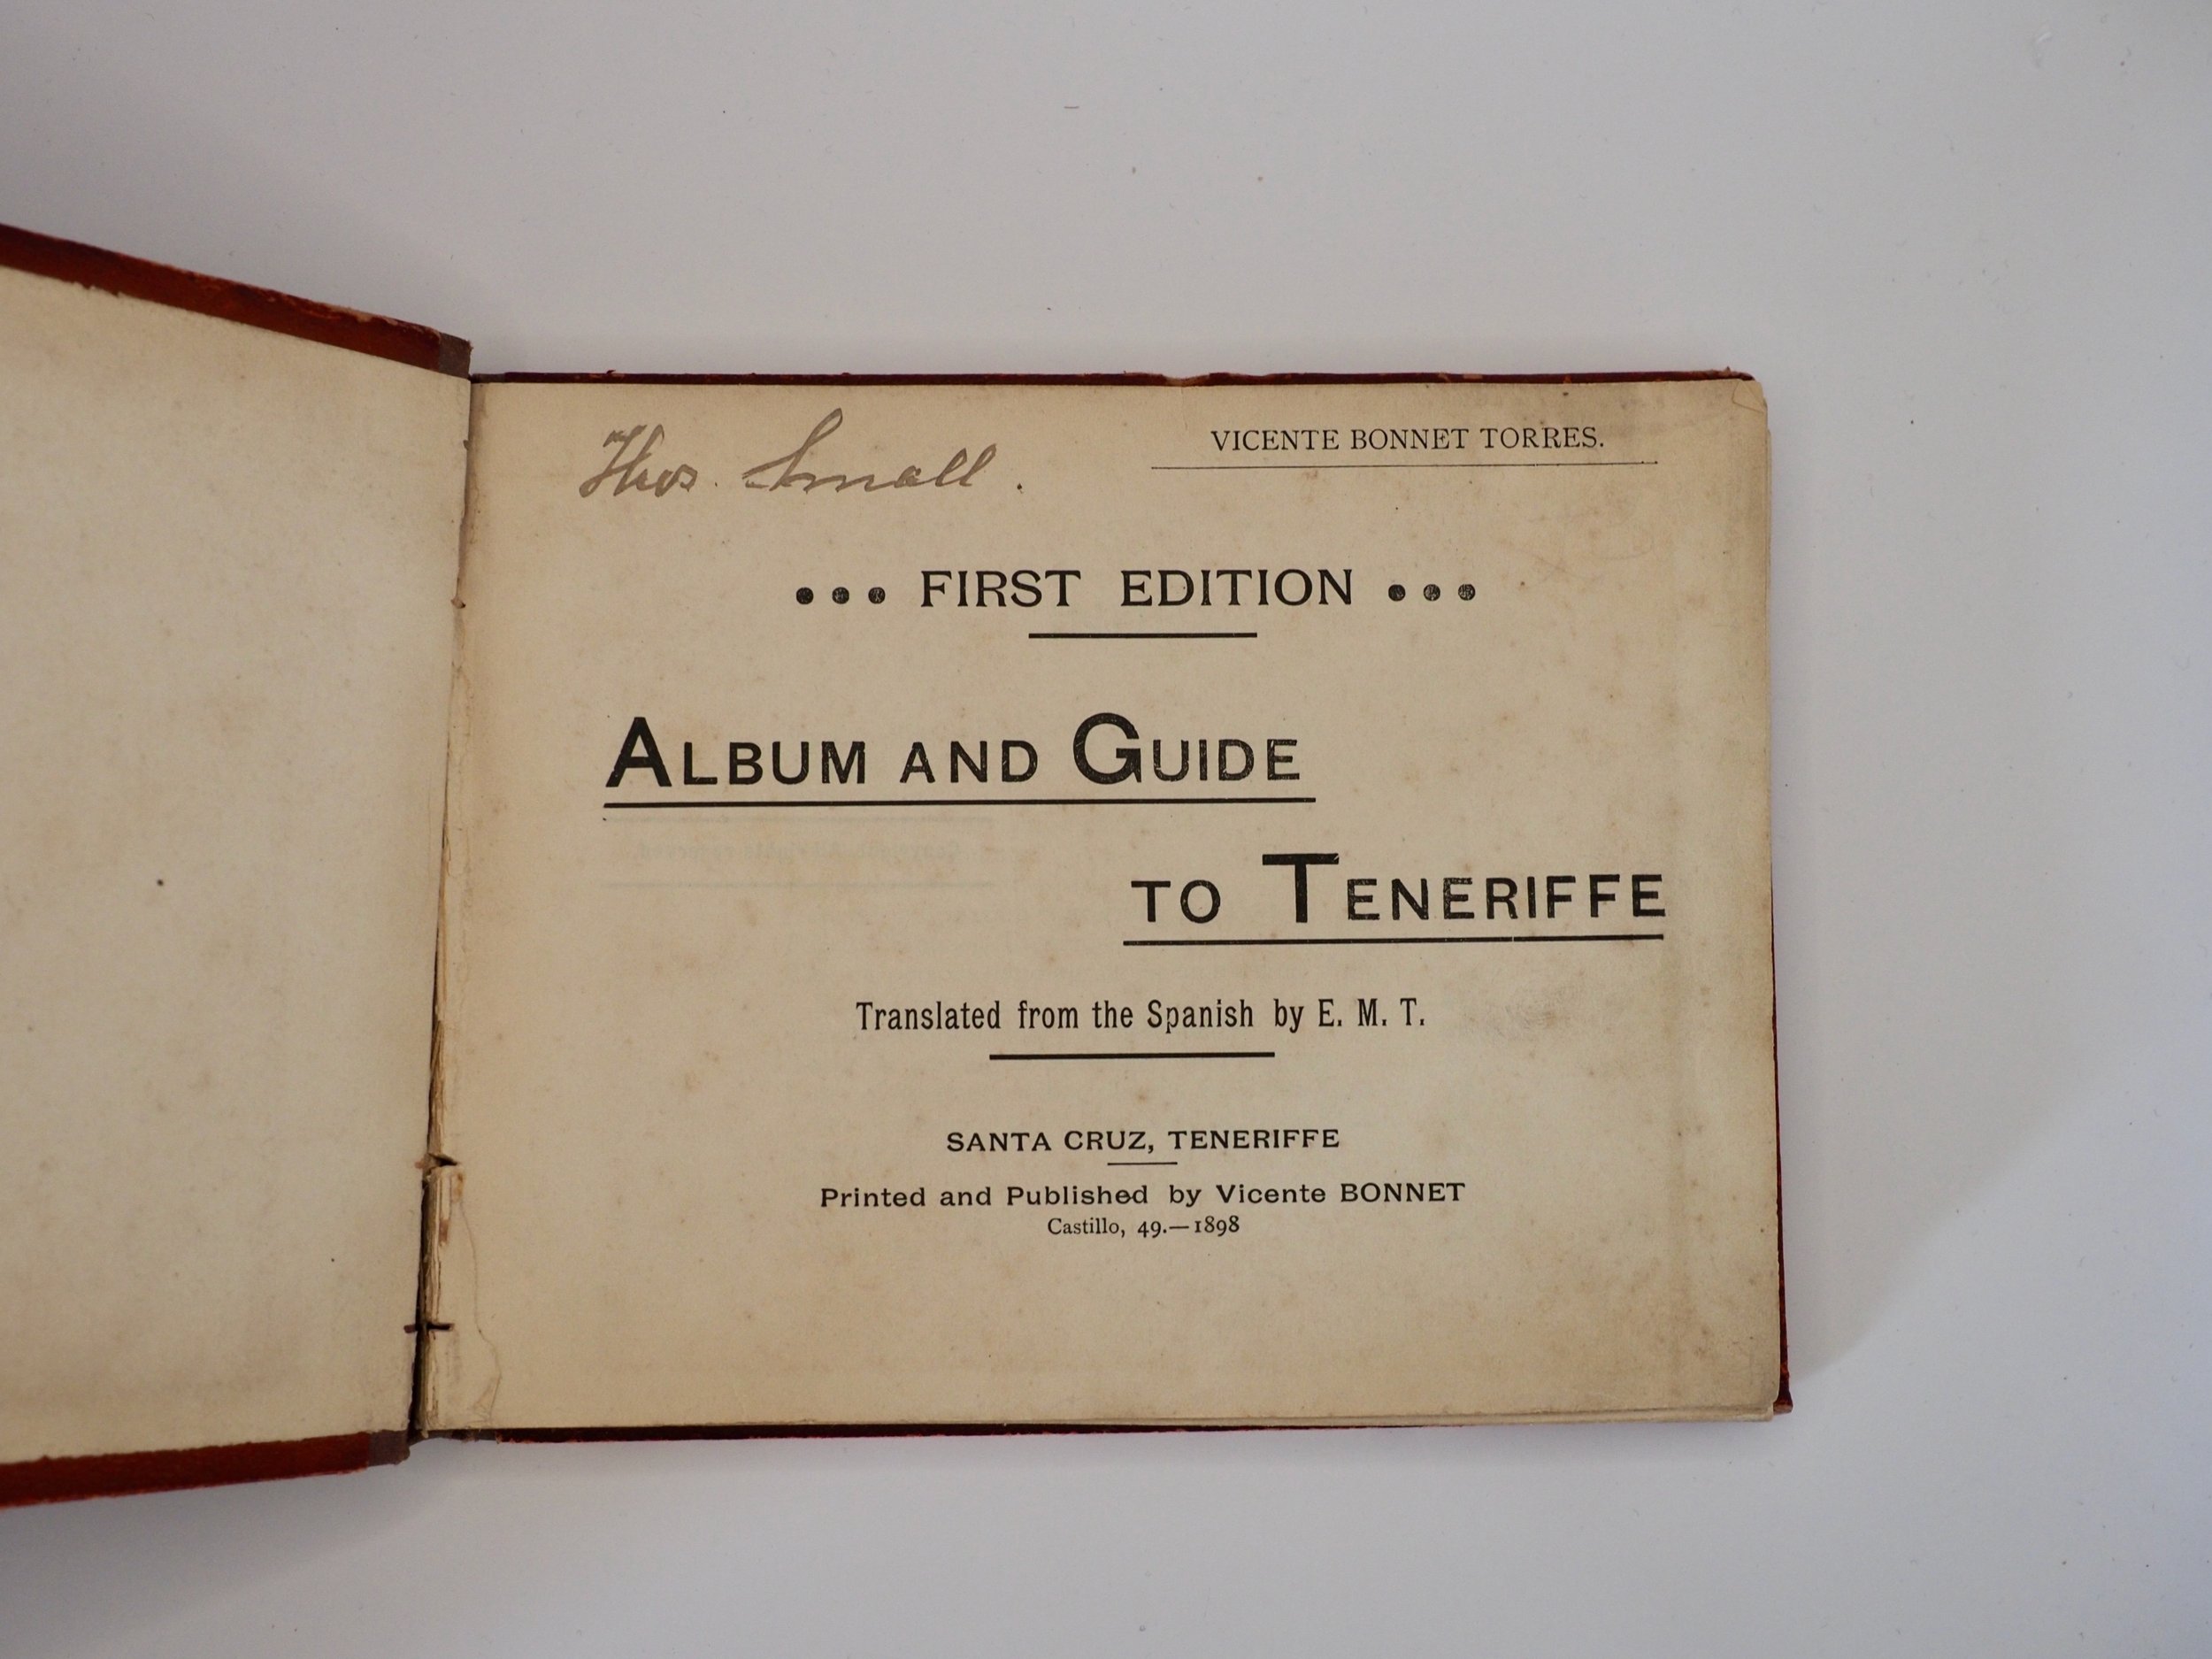 Thos. Small.
VICENTE BONNET TORRES.
••• FIRST EDITION •••
ALBUM AND GUIDE
TO TENERIFFE
Translated from the Spanish by E. M. T.
SANTA CRUZ, TENERIFFE
Printed and Published by Vicente BONNET
Castillo, 49.—1898